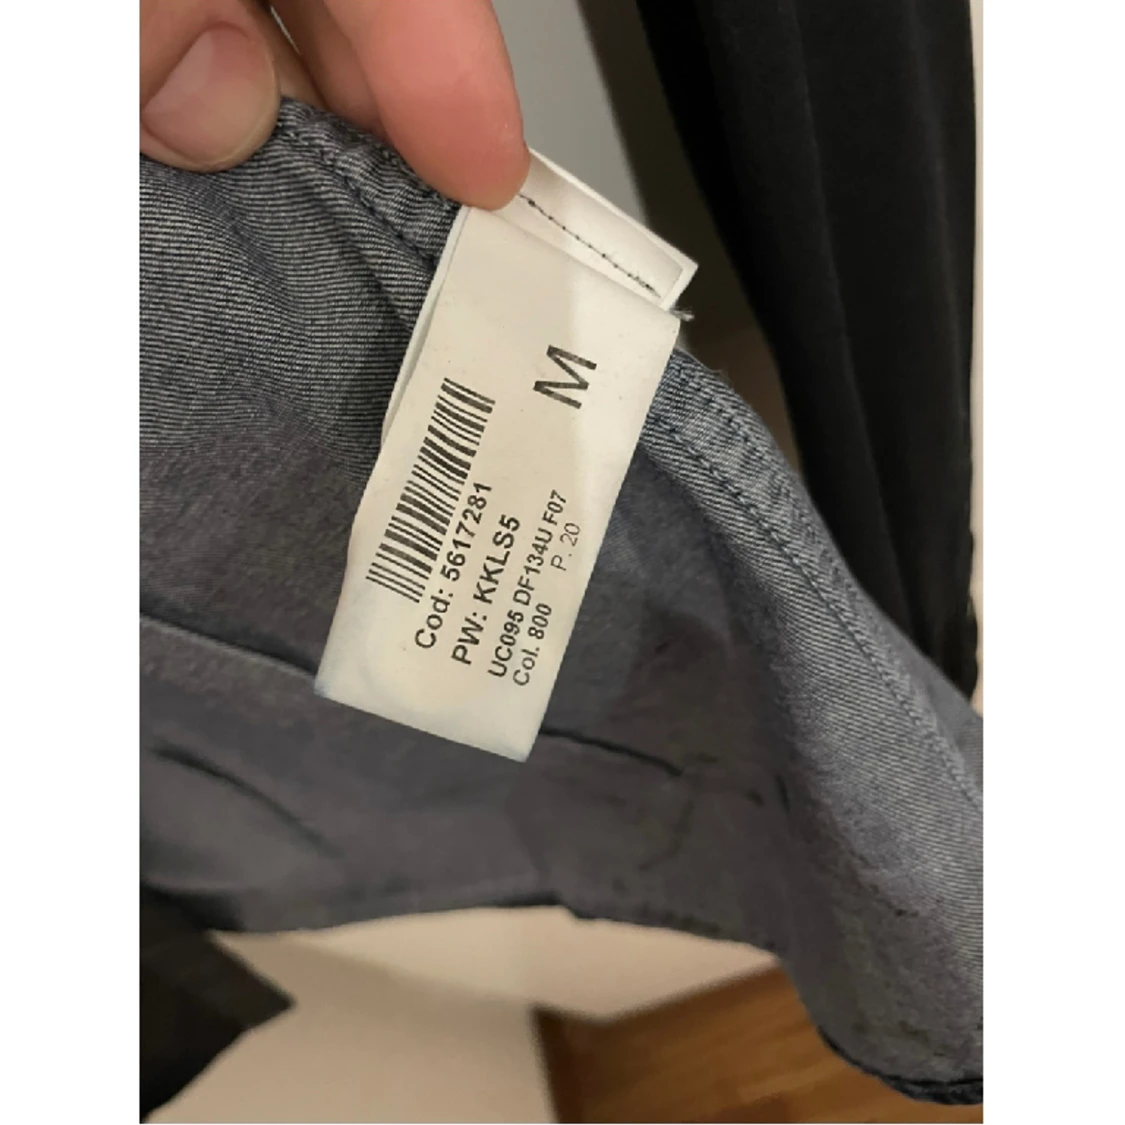 M
Cod: 5617281
PW: KKLS5
UC095 DF134U F07
Col. 800 P. 20